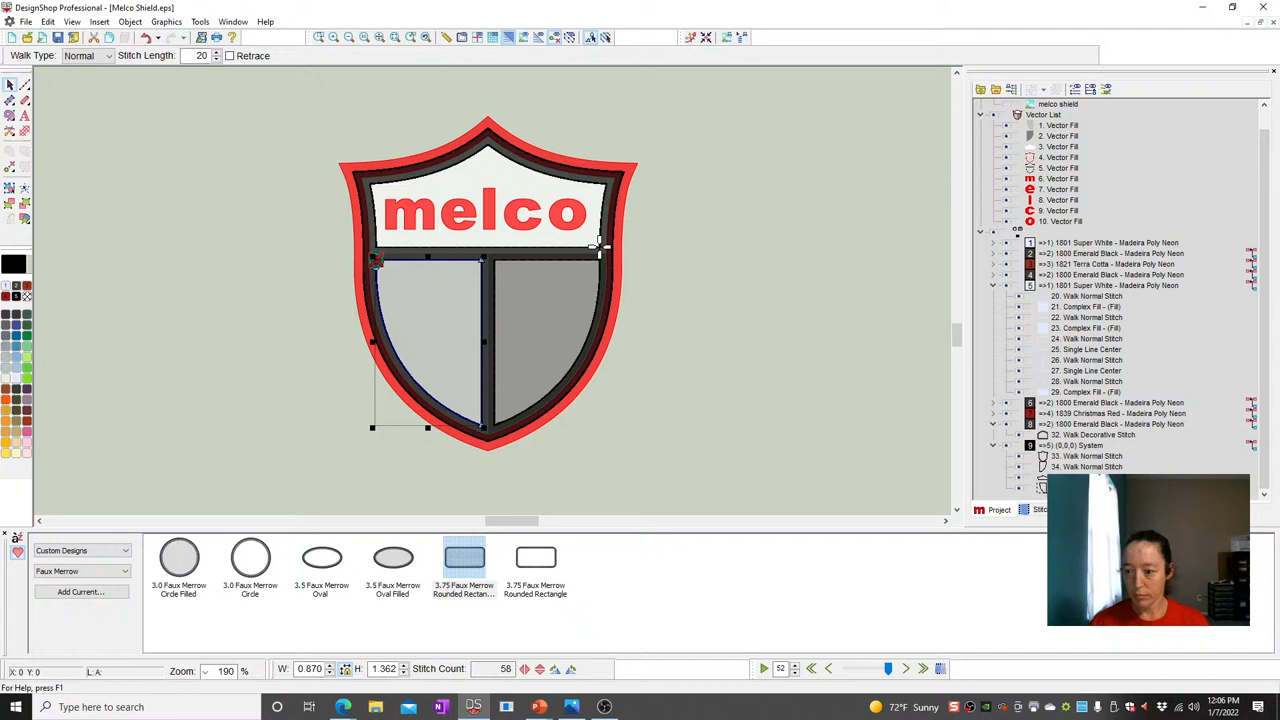 DesignShop Professional - [Melco Shield.eps]
File Edit View Insert Object Graphics Tools Window Help
Walk Type: Normal Stitch Length: 20 Retrace
melco
melco shield
Vector List
1. Vector Fill
2. Vector Fill
3. Vector Fill
4. Vector Fill
5. Vector Fill
m 6. Vector Fill
e 7. Vector Fill
l 8. Vector Fill
c 9. Vector Fill
o 10. Vector Fill
1 =>1) 1801 Super White - Madeira Poly Neon
2 =>2) 1800 Emerald Black - Madeira Poly Neon
3 =>3) 1821 Terra Cotta - Madeira Poly Neon
4 =>2) 1800 Emerald Black - Madeira Poly Neon
5 =>1) 1801 Super White - Madeira Poly Neon
20. Walk Normal Stitch
21. Complex Fill - (Fill)
22. Walk Normal Stitch
23. Complex Fill - (Fill)
24. Walk Normal Stitch
25. Single Line Center
26. Walk Normal Stitch
27. Single Line Center
28. Walk Normal Stitch
29. Complex Fill - (Fill)
6 =>2) 1800 Emerald Black - Madeira Poly Neon
7 =>4) 1839 Christmas Red - Madeira Poly Neon
8 =>2) 1800 Emerald Black - Madeira Poly Neon
32. Walk Decorative Stitch
9 =>5) (0,0,0) System
33. Walk Normal Stitch
34. Walk Normal Stitch
m Project Stitc
Custom Designs
Faux Merrow
Add Current...
3.0 Faux Merrow Circle Filled
3.0 Faux Merrow Circle
3.5 Faux Merrow Oval
3.5 Faux Merrow Oval Filled
3.75 Faux Merrow Rounded Rectan...
3.75 Faux Merrow Rounded Rectangle
X: 0 Y: 0 L: A: Zoom: 190 % W: 0.870 H: 1.362 Stitch Count: 58 52
For Help, press F1
Type here to search
72°F Sunny
12:06 PM
1/7/2022